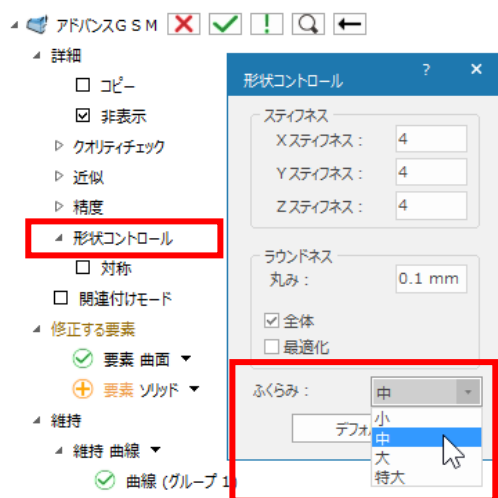 アドバンスＧＳＭ
詳細
コピー
非表示
クオリティチェック
近似
精度
形状コントロール
対称
関連付けモード
修正する要素
要素 曲面
要素 ソリッド
維持
維持 曲線
曲線 (グループ 1)
形状コントロール
?
×
スティフネス
Xスティフネス：
4
Yスティフネス：
4
Zスティフネス：
4
ラウンドネス
丸み：
0.1 mm
全体
最適化
ふくらみ：
中
デフォ
小
中
大
特大